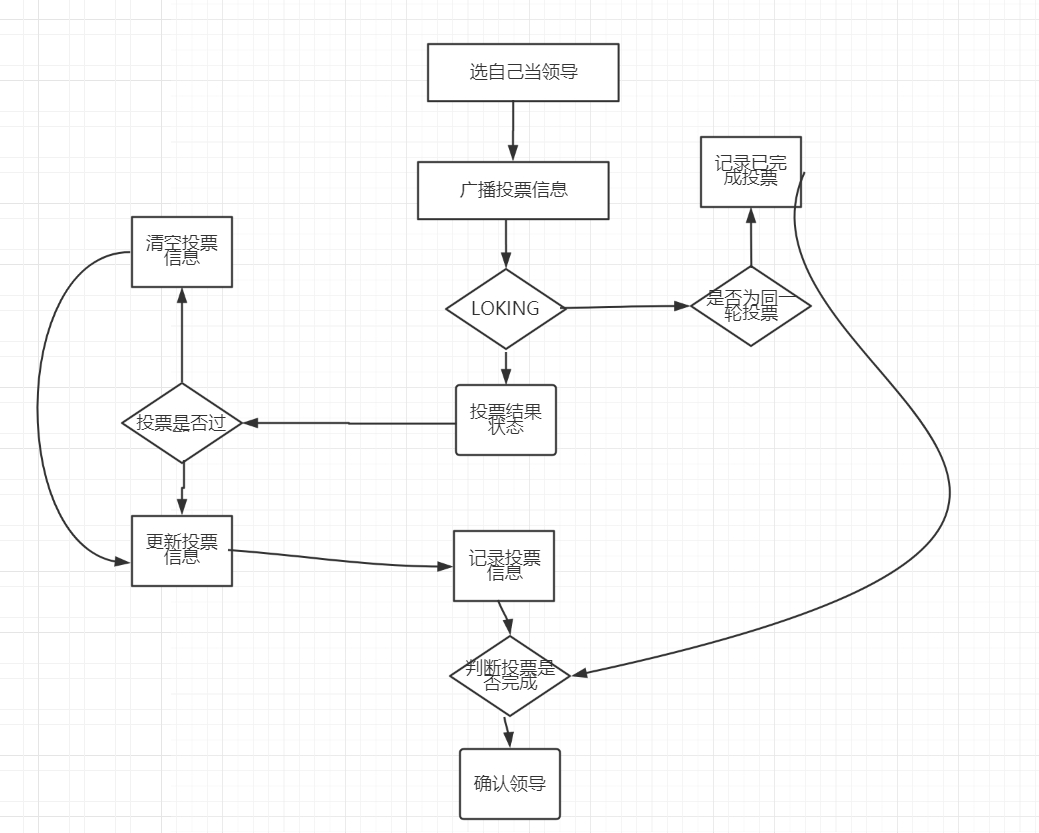 选自己当领导
广播投票信息
记录已完
成投票
清空投票
信息
LOKING
是否为同一
轮投票
投票结果
状态
投票是否过
更新投票
信息
记录投票
信息
判断投票是
否完成
确认领导